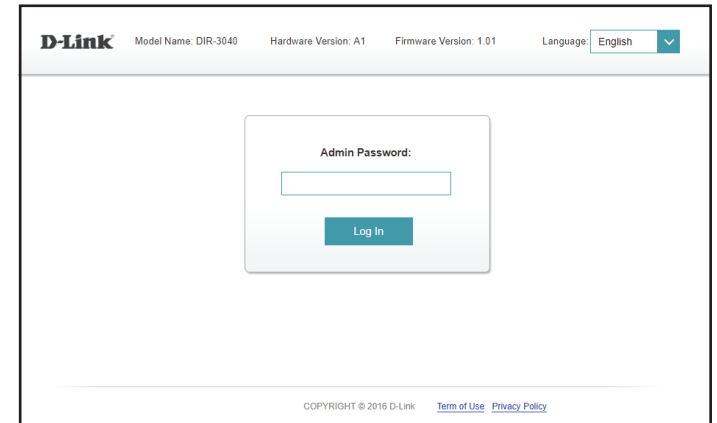 D-Link Model Name: DIR-3040 Hardware Version: A1 Firmware Version: 1.01 Language: English
Admin Password:
Log In
COPYRIGHT © 2016 D-Link Term of Use Privacy Policy